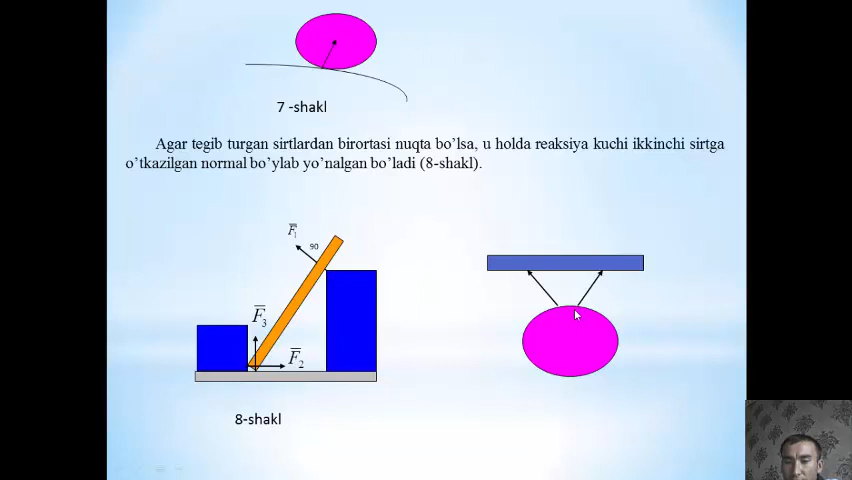 7 -shakl
Agar tegib turgan sirtlardan birortasi nuqta bo’lsa, u holda reaksiya kuchi ikkinchi sirtga
o’tkazilgan normal bo’ylab yo’nalgan bo’ladi (8-shakl).
F̅₁
90
F̅₃
F̅₂
8-shakl